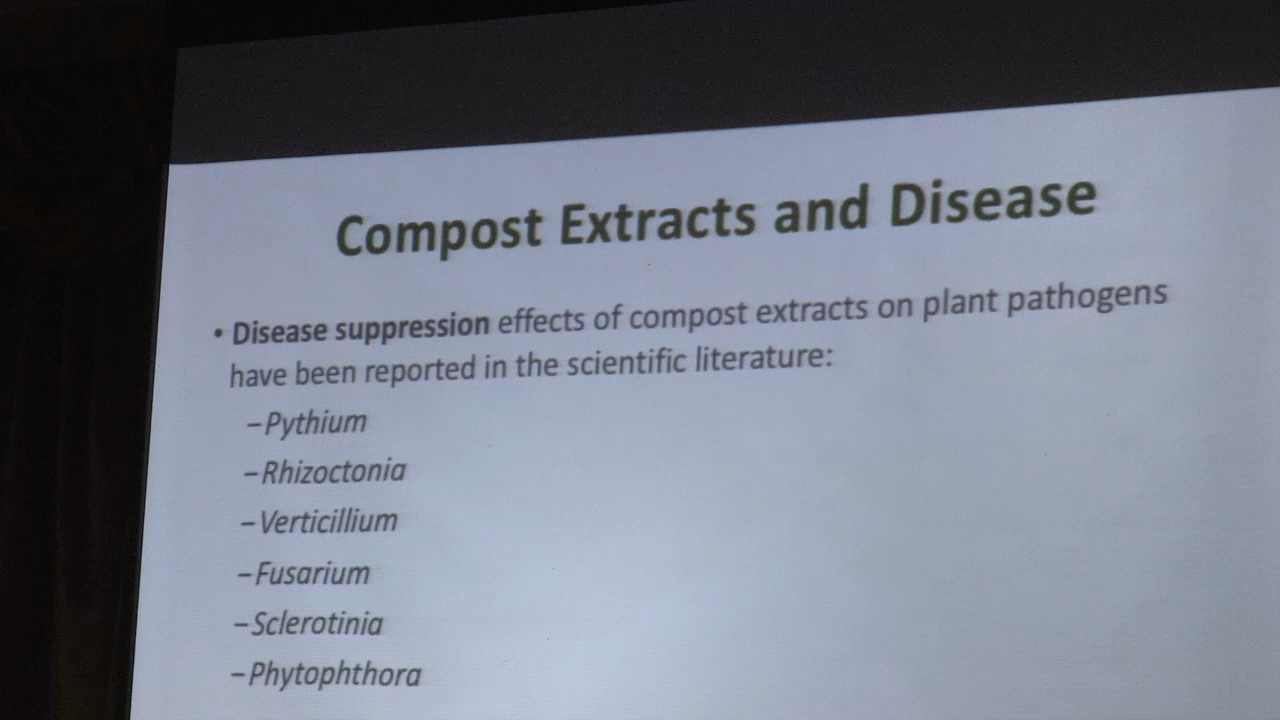 Compost Extracts and Disease
• Disease suppression effects of compost extracts on plant pathogens
have been reported in the scientific literature:
–Pythium
–Rhizoctonia
–Verticillium
–Fusarium
–Sclerotinia
–Phytophthora